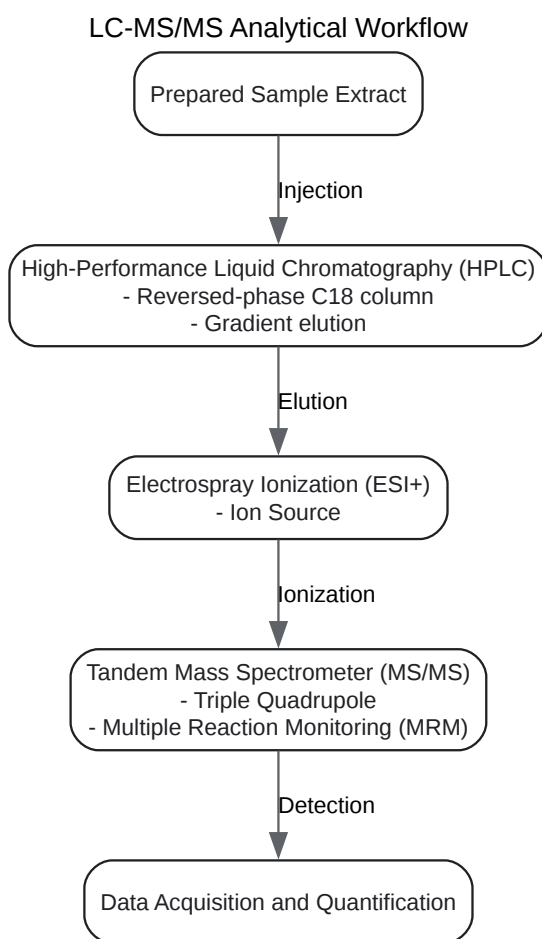 LC-MS/MS Analytical Workflow
Prepared Sample Extract
Injection
High-Performance Liquid Chromatography (HPLC)
- Reversed-phase C18 column
- Gradient elution
Elution
Electrospray Ionization (ESI+)
- Ion Source
Ionization
Tandem Mass Spectrometer (MS/MS)
- Triple Quadrupole
- Multiple Reaction Monitoring (MRM)
Detection
Data Acquisition and Quantification